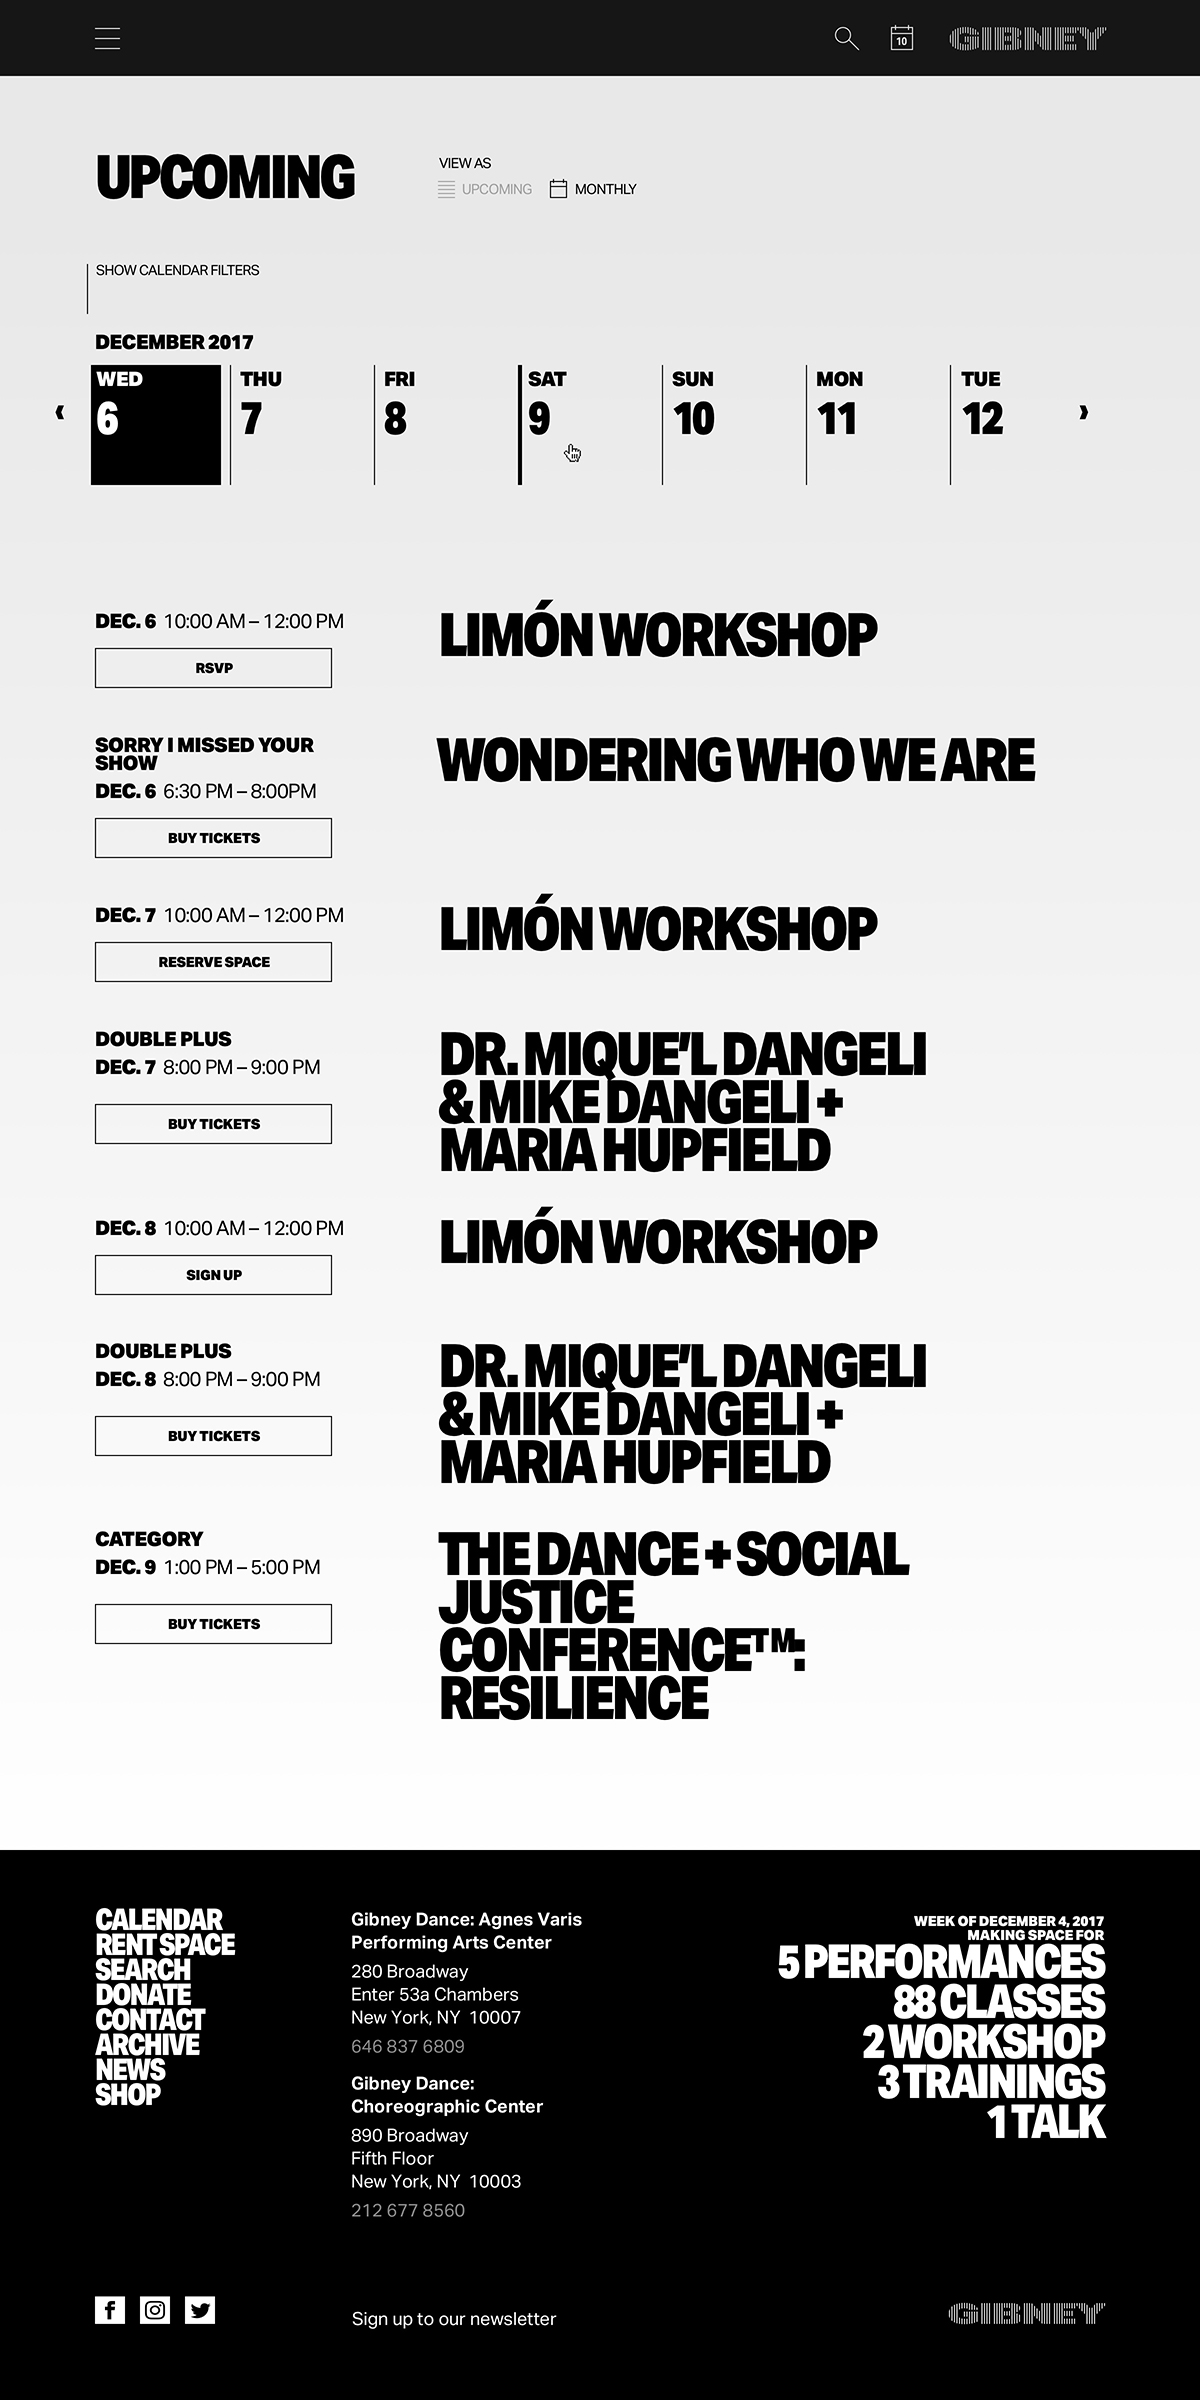 10
GIBNEY
UPCOMING
VIEW AS
UPCOMING MONTHLY
SHOW CALENDAR FILTERS
DECEMBER 2017
WED THU FRI SAT SUN MON TUE
6 7 8 9 10 11 12
DEC. 6 10:00 AM – 12:00 PM
RSVP
LIMÓN WORKSHOP
SORRY I MISSED YOUR
SHOW
DEC. 6 6:30 PM – 8:00PM
BUY TICKETS
WONDERING WHO WE ARE
DEC. 7 10:00 AM – 12:00 PM
RESERVE SPACE
LIMÓN WORKSHOP
DOUBLE PLUS
DEC. 7 8:00 PM – 9:00 PM
BUY TICKETS
DR. MIQUE'L DANGELI
& MIKE DANGELI +
MARIA HUPFIELD
DEC. 8 10:00 AM – 12:00 PM
SIGN UP
LIMÓN WORKSHOP
DOUBLE PLUS
DEC. 8 8:00 PM – 9:00 PM
BUY TICKETS
DR. MIQUE'L DANGELI
& MIKE DANGELI +
MARIA HUPFIELD
CATEGORY
DEC. 9 1:00 PM – 5:00 PM
BUY TICKETS
THE DANCE + SOCIAL
JUSTICE
CONFERENCE™:
RESILIENCE
CALENDAR
RENT SPACE
SEARCH
DONATE
CONTACT
ARCHIVE
NEWS
SHOP
Gibney Dance: Agnes Varis
Performing Arts Center
280 Broadway
Enter 53a Chambers
New York, NY 10007
646 837 6809
Gibney Dance:
Choreographic Center
890 Broadway
Fifth Floor
New York, NY 10003
212 677 8560
WEEK OF DECEMBER 4, 2017
MAKING SPACE FOR
5 PERFORMANCES
88 CLASSES
2 WORKSHOP
3 TRAININGS
1 TALK
Sign up to our newsletter
GIBNEY